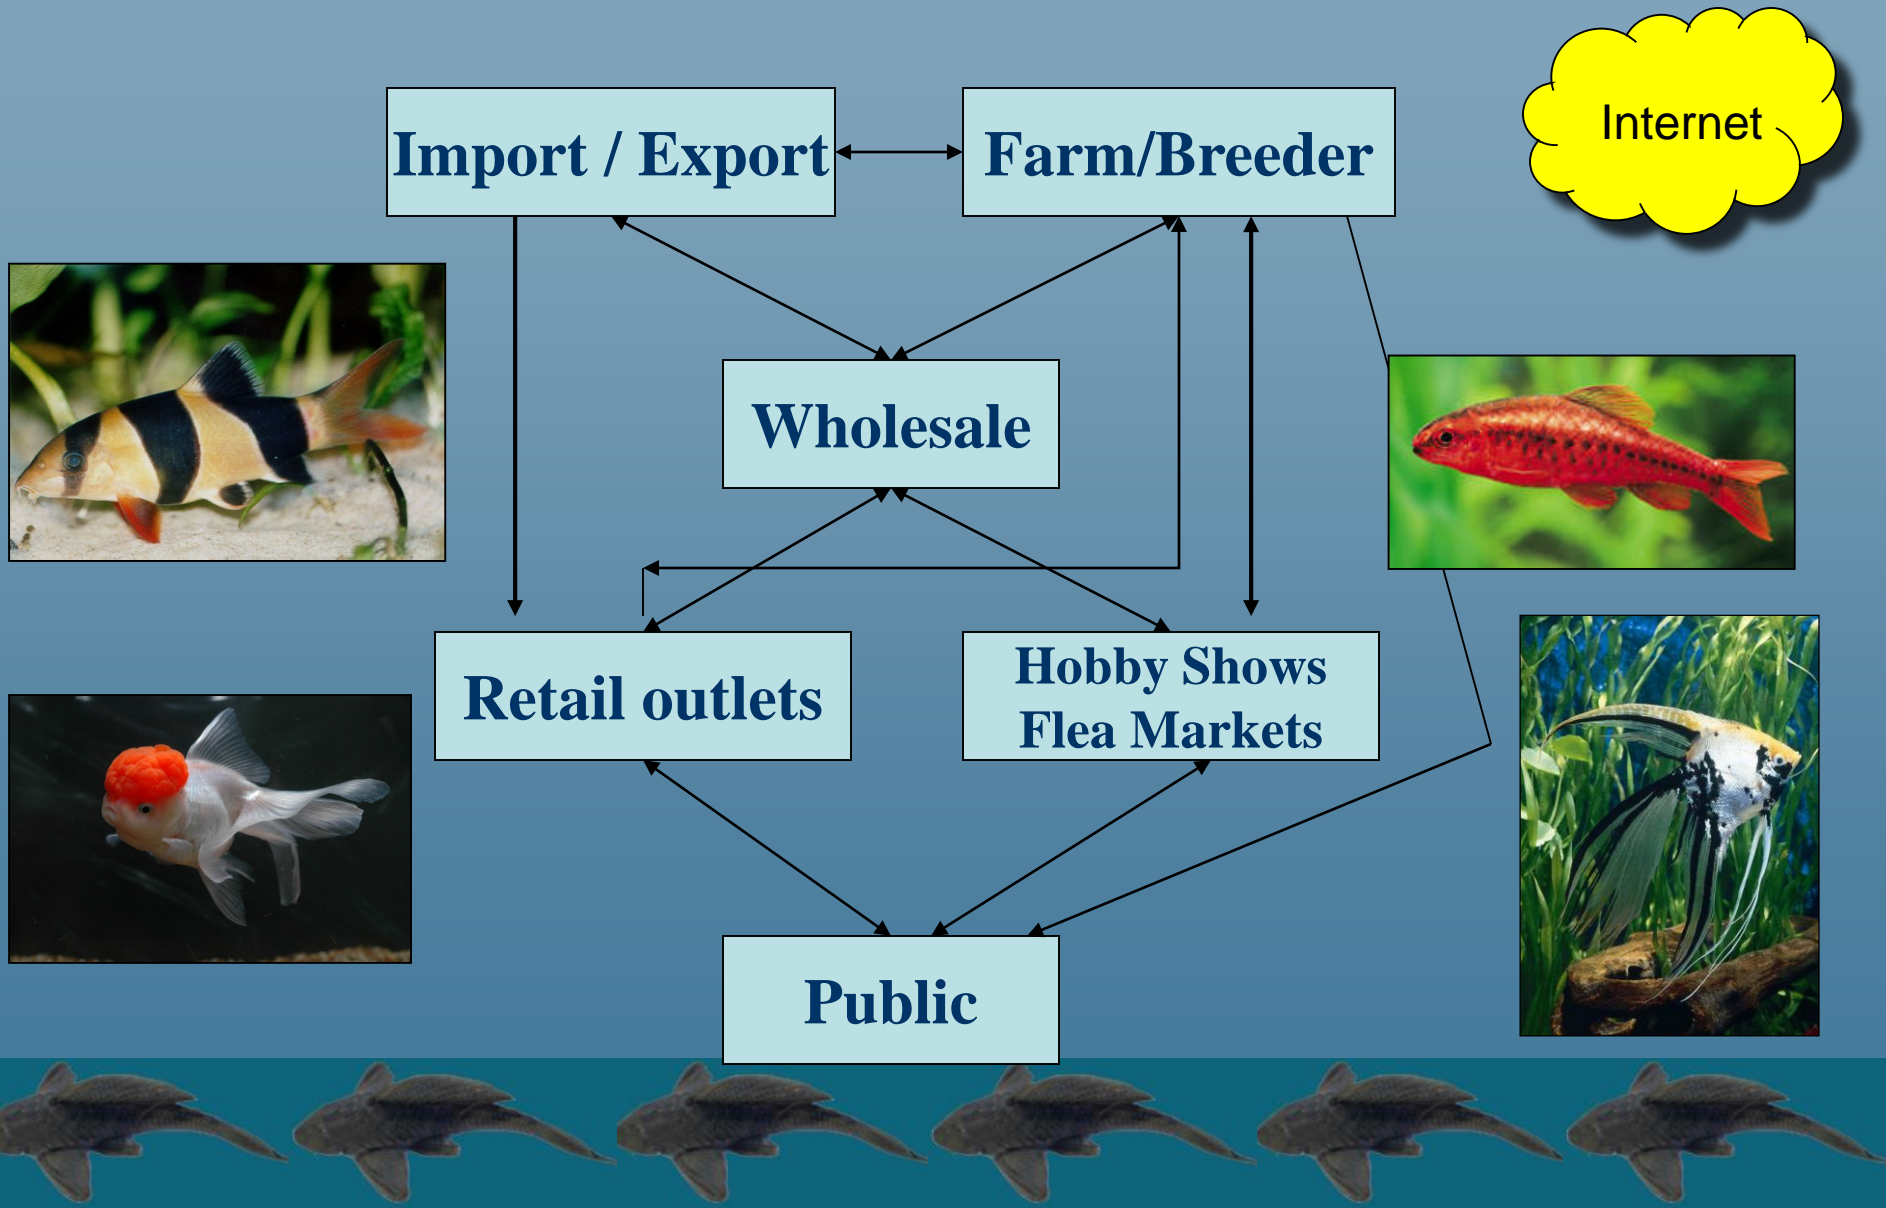 Import / Export
Farm/Breeder
Internet
Wholesale
Retail outlets
Hobby Shows
Flea Markets
Public